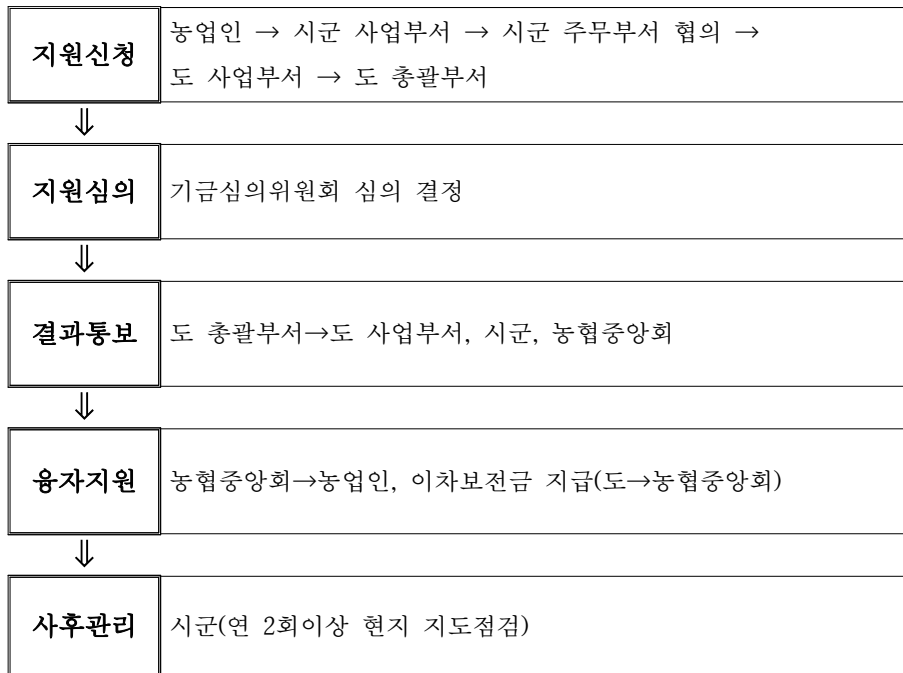 지원신청
농업인 → 시군 사업부서 → 시군 주무부서 협의 →
도 사업부서 → 도 총괄부서
⇓
지원심의
기금심의위원회 심의 결정
⇓
결과통보
도 총괄부서→도 사업부서, 시군, 농협중앙회
⇓
융자지원
농협중앙회→농업인, 이차보전금 지급(도→농협중앙회)
⇓
사후관리
시군(연 2회이상 현지 지도점검)